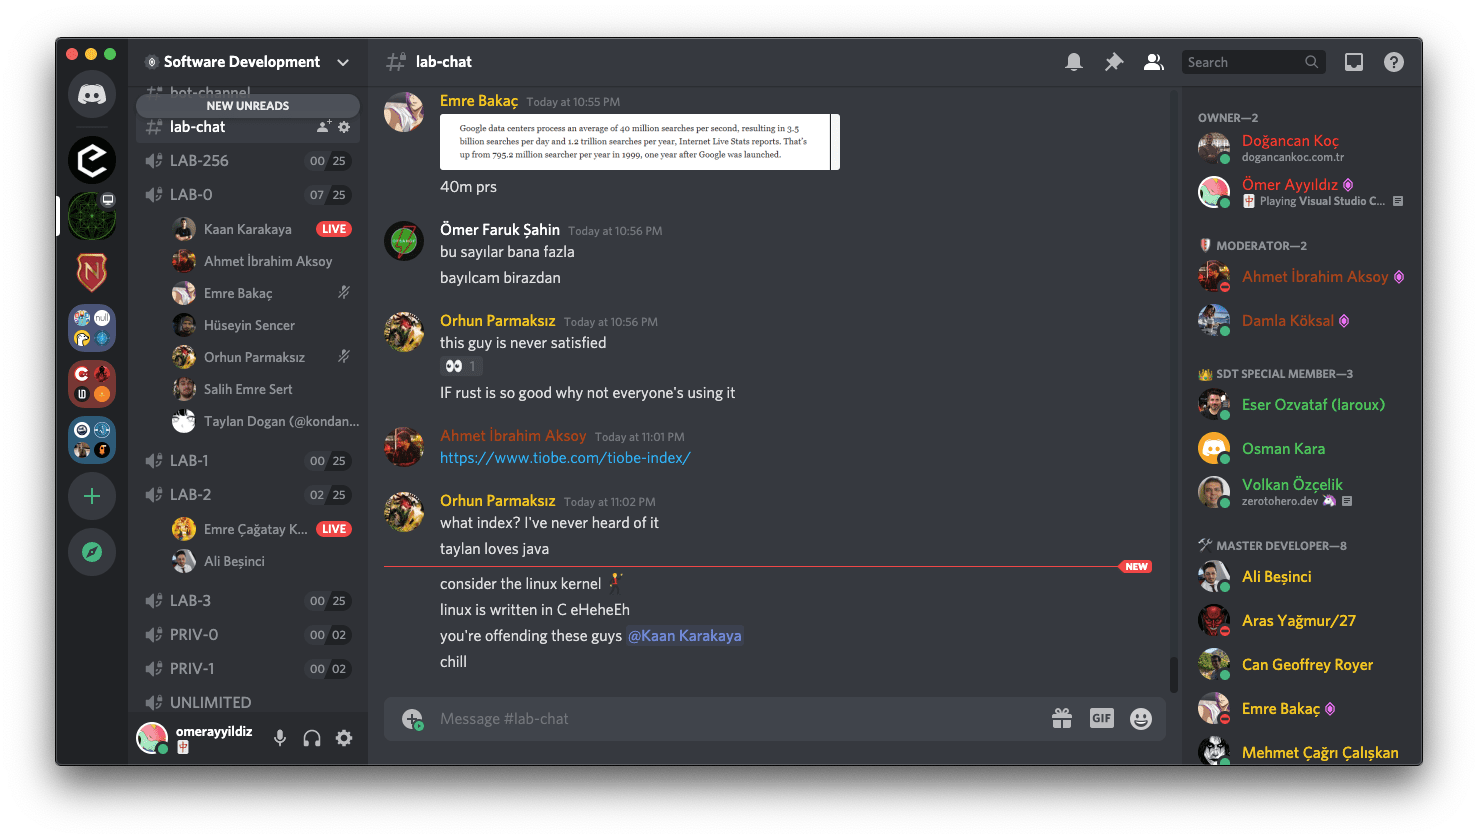 Software Development
bot-channel
NEW UNREADS
lab-chat
LAB-256
00 25
LAB-0
07 25
Kaan Karakaya
LIVE
Ahmet İbrahim Aksoy
Emre Bakaç
Hüseyin Sencer
Orhun Parmaksız
Salih Emre Sert
Taylan Dogan (@kondan...
LAB-1
00 25
LAB-2
02 25
Emre Çağatay K...
LIVE
Ali Beşinci
LAB-3
00 25
PRIV-0
00 02
PRIV-1
00 02
UNLIMITED
omerayyildiz
lab-chat
Search
Emre Bakaç Today at 10:55 PM
Google data centers process an average of 40 million searches per second, resulting in 3.5
billion searches per day and 1.2 trillion searches per year, Internet Live Stats reports. That's
up from 795.2 million searcher per year in 1999, one year after Google was launched.
40m prs
Ömer Faruk Şahin Today at 10:56 PM
bu sayılar bana fazla
bayılcam birazdan
Orhun Parmaksız Today at 10:56 PM
this guy is never satisfied
👀 1
IF rust is so good why not everyone's using it
Ahmet İbrahim Aksoy Today at 11:01 PM
https://www.tiobe.com/tiobe-index/
Orhun Parmaksız Today at 11:02 PM
what index? I've never heard of it
taylan loves java
NEW
consider the linux kernel
linux is written in C eHeheEh
you're offending these guys @Kaan Karakaya
chill
Message #lab-chat
GIF
OWNER—2
Doğancan Koç
dogancankoc.com.tr
Ömer Ayyıldız
Playing Visual Studio C...
MODERATOR—2
Ahmet İbrahim Aksoy
Damla Köksal
SDT SPECIAL MEMBER—3
Eser Ozvataf (laroux)
Osman Kara
Volkan Özçelik
zerotohero.dev
MASTER DEVELOPER—8
Ali Beşinci
Aras Yağmur/27
Can Geoffrey Royer
Emre Bakaç
Mehmet Çağrı Çalışkan